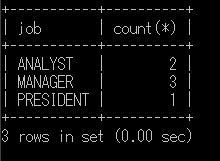 +-----------+----------+
| job       | count(*) |
+-----------+----------+
| ANALYST   |        2 |
| MANAGER   |        3 |
| PRESIDENT |        1 |
+-----------+----------+
3 rows in set (0.00 sec)